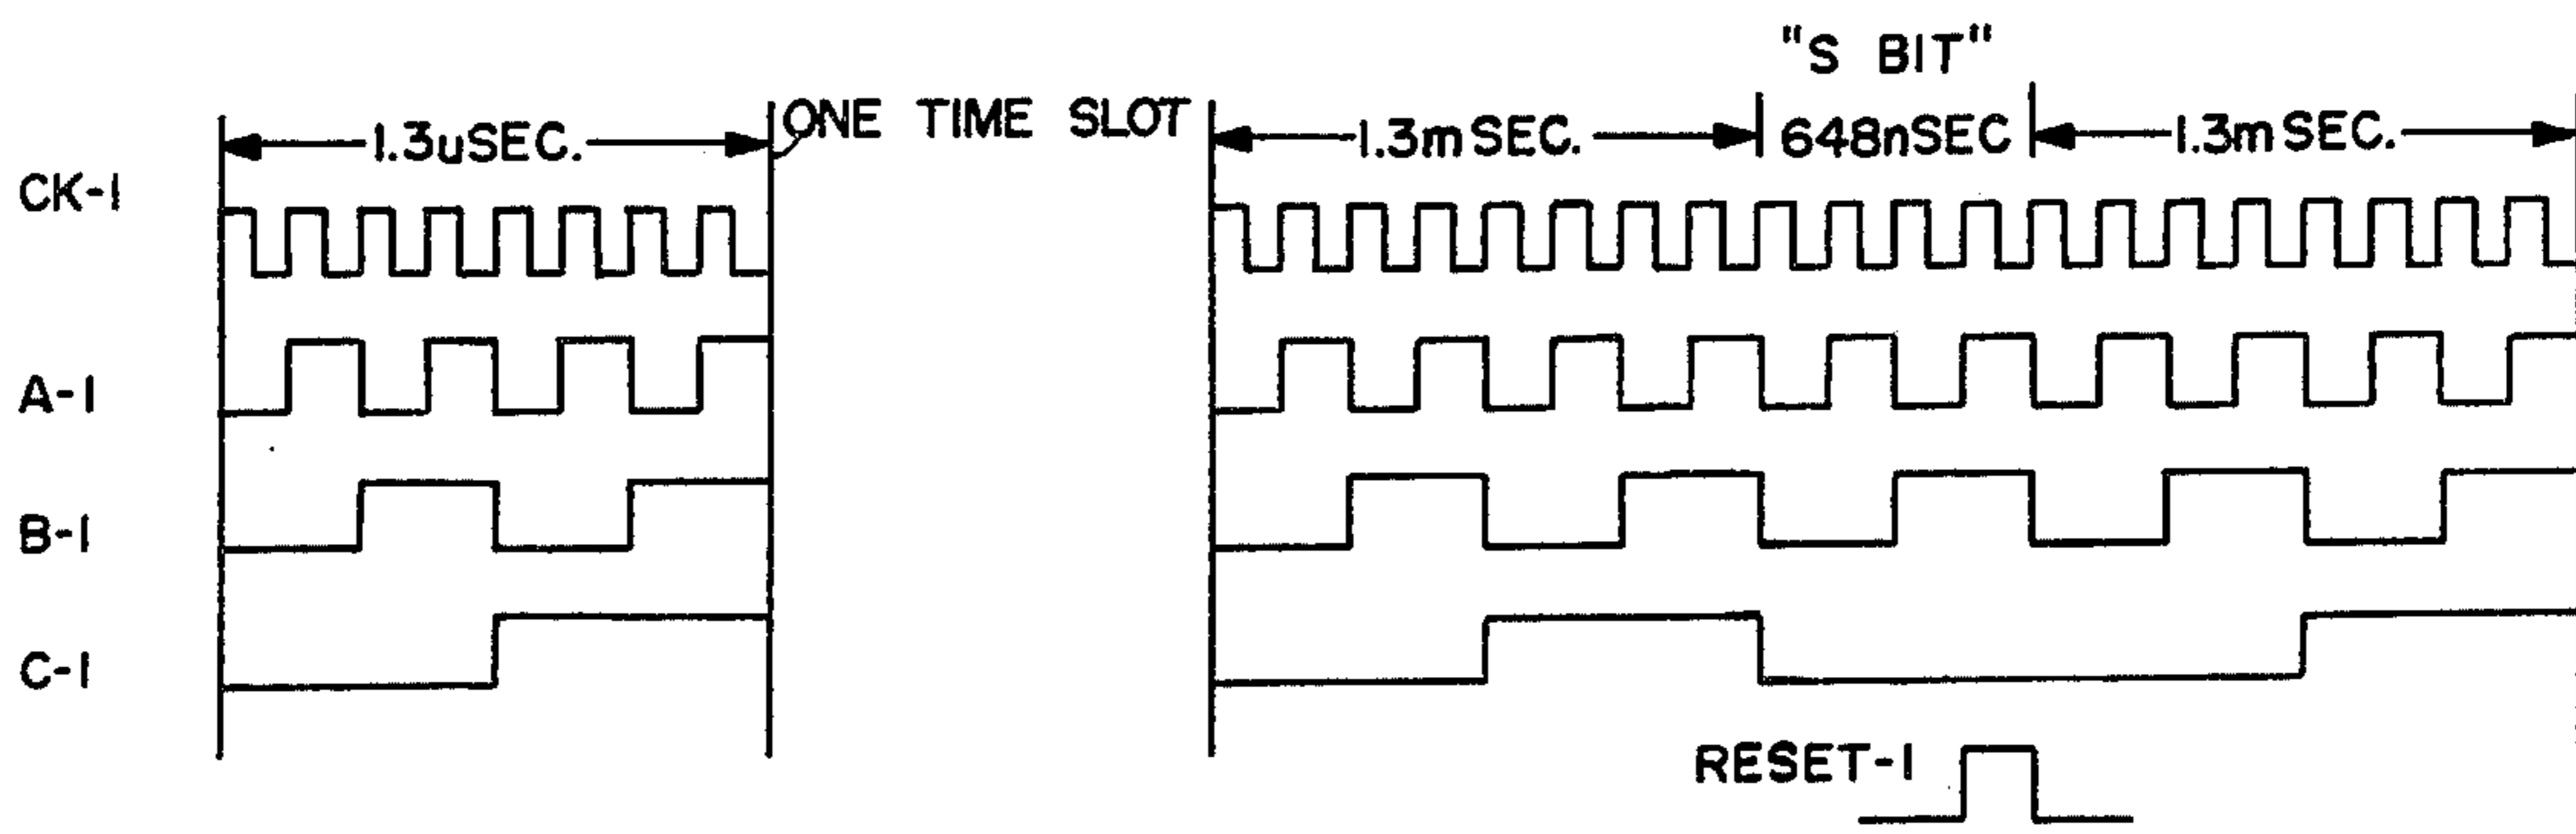 "S BIT"
1.3uSEC.
ONE TIME SLOT
1.3mSEC.
648nSEC
1.3mSEC.
CK-1
A-1
B-1
C-1
RESET-1